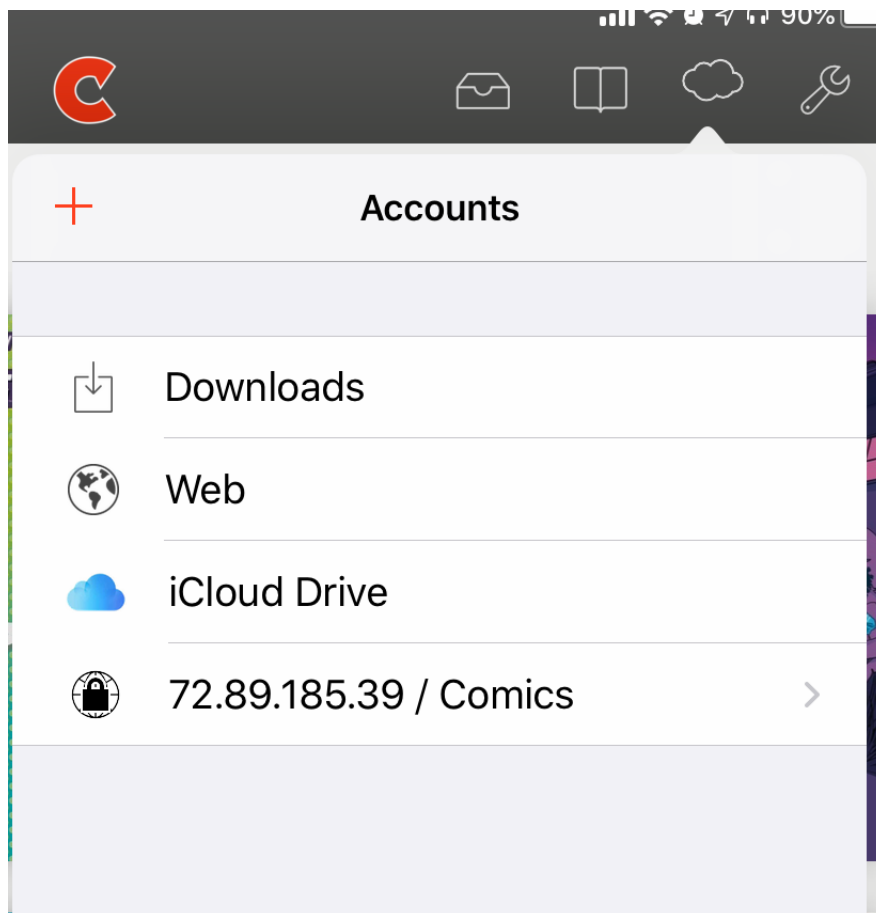 90%
C
Accounts
Downloads
Web
iCloud Drive
72.89.185.39 / Comics